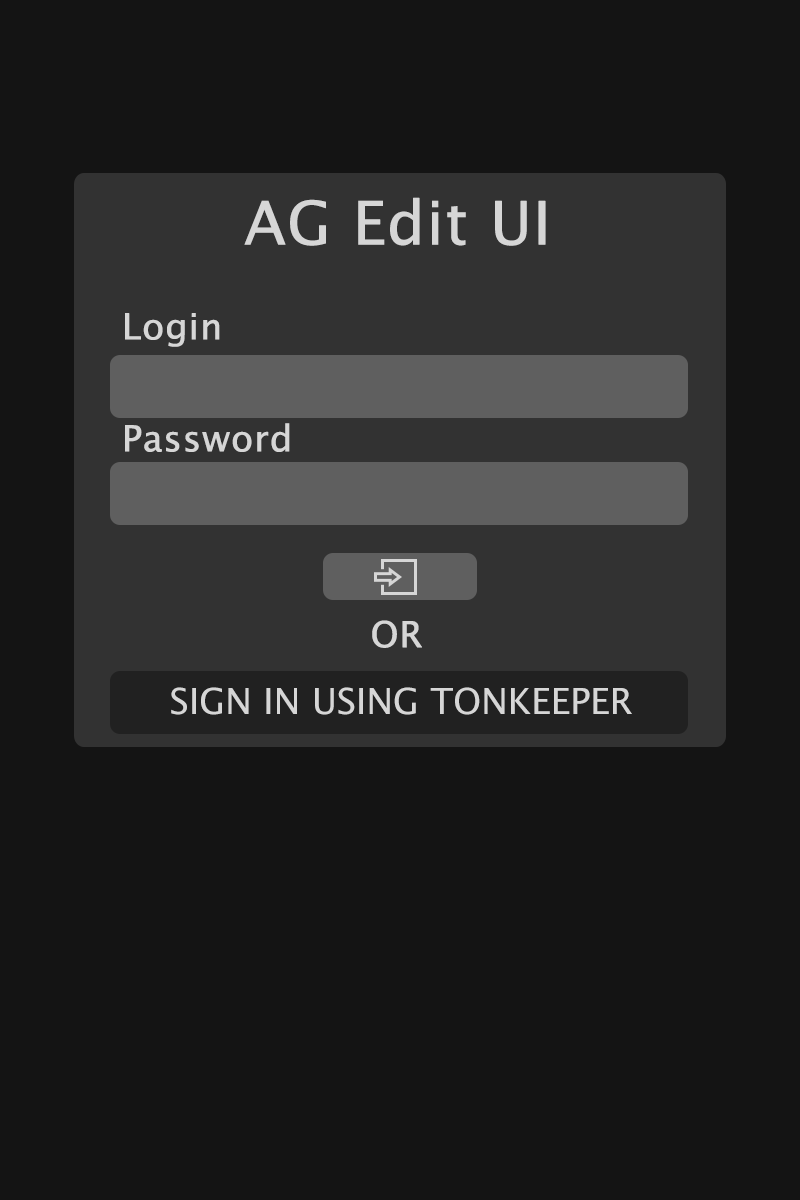 AG Edit UI
Login
Password
OR
SIGN IN USING TONKEEPER